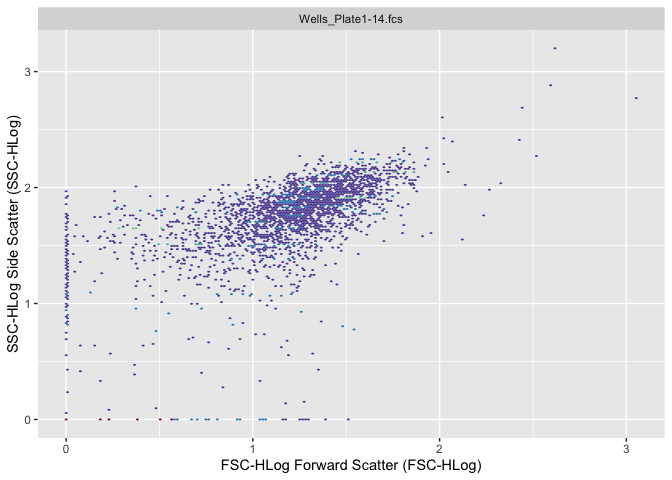 Wells_Plate1-14.fcs
3
2
1
0
SSC-HLog Side Scatter (SSC-HLog)
0 1 2 3
FSC-HLog Forward Scatter (FSC-HLog)